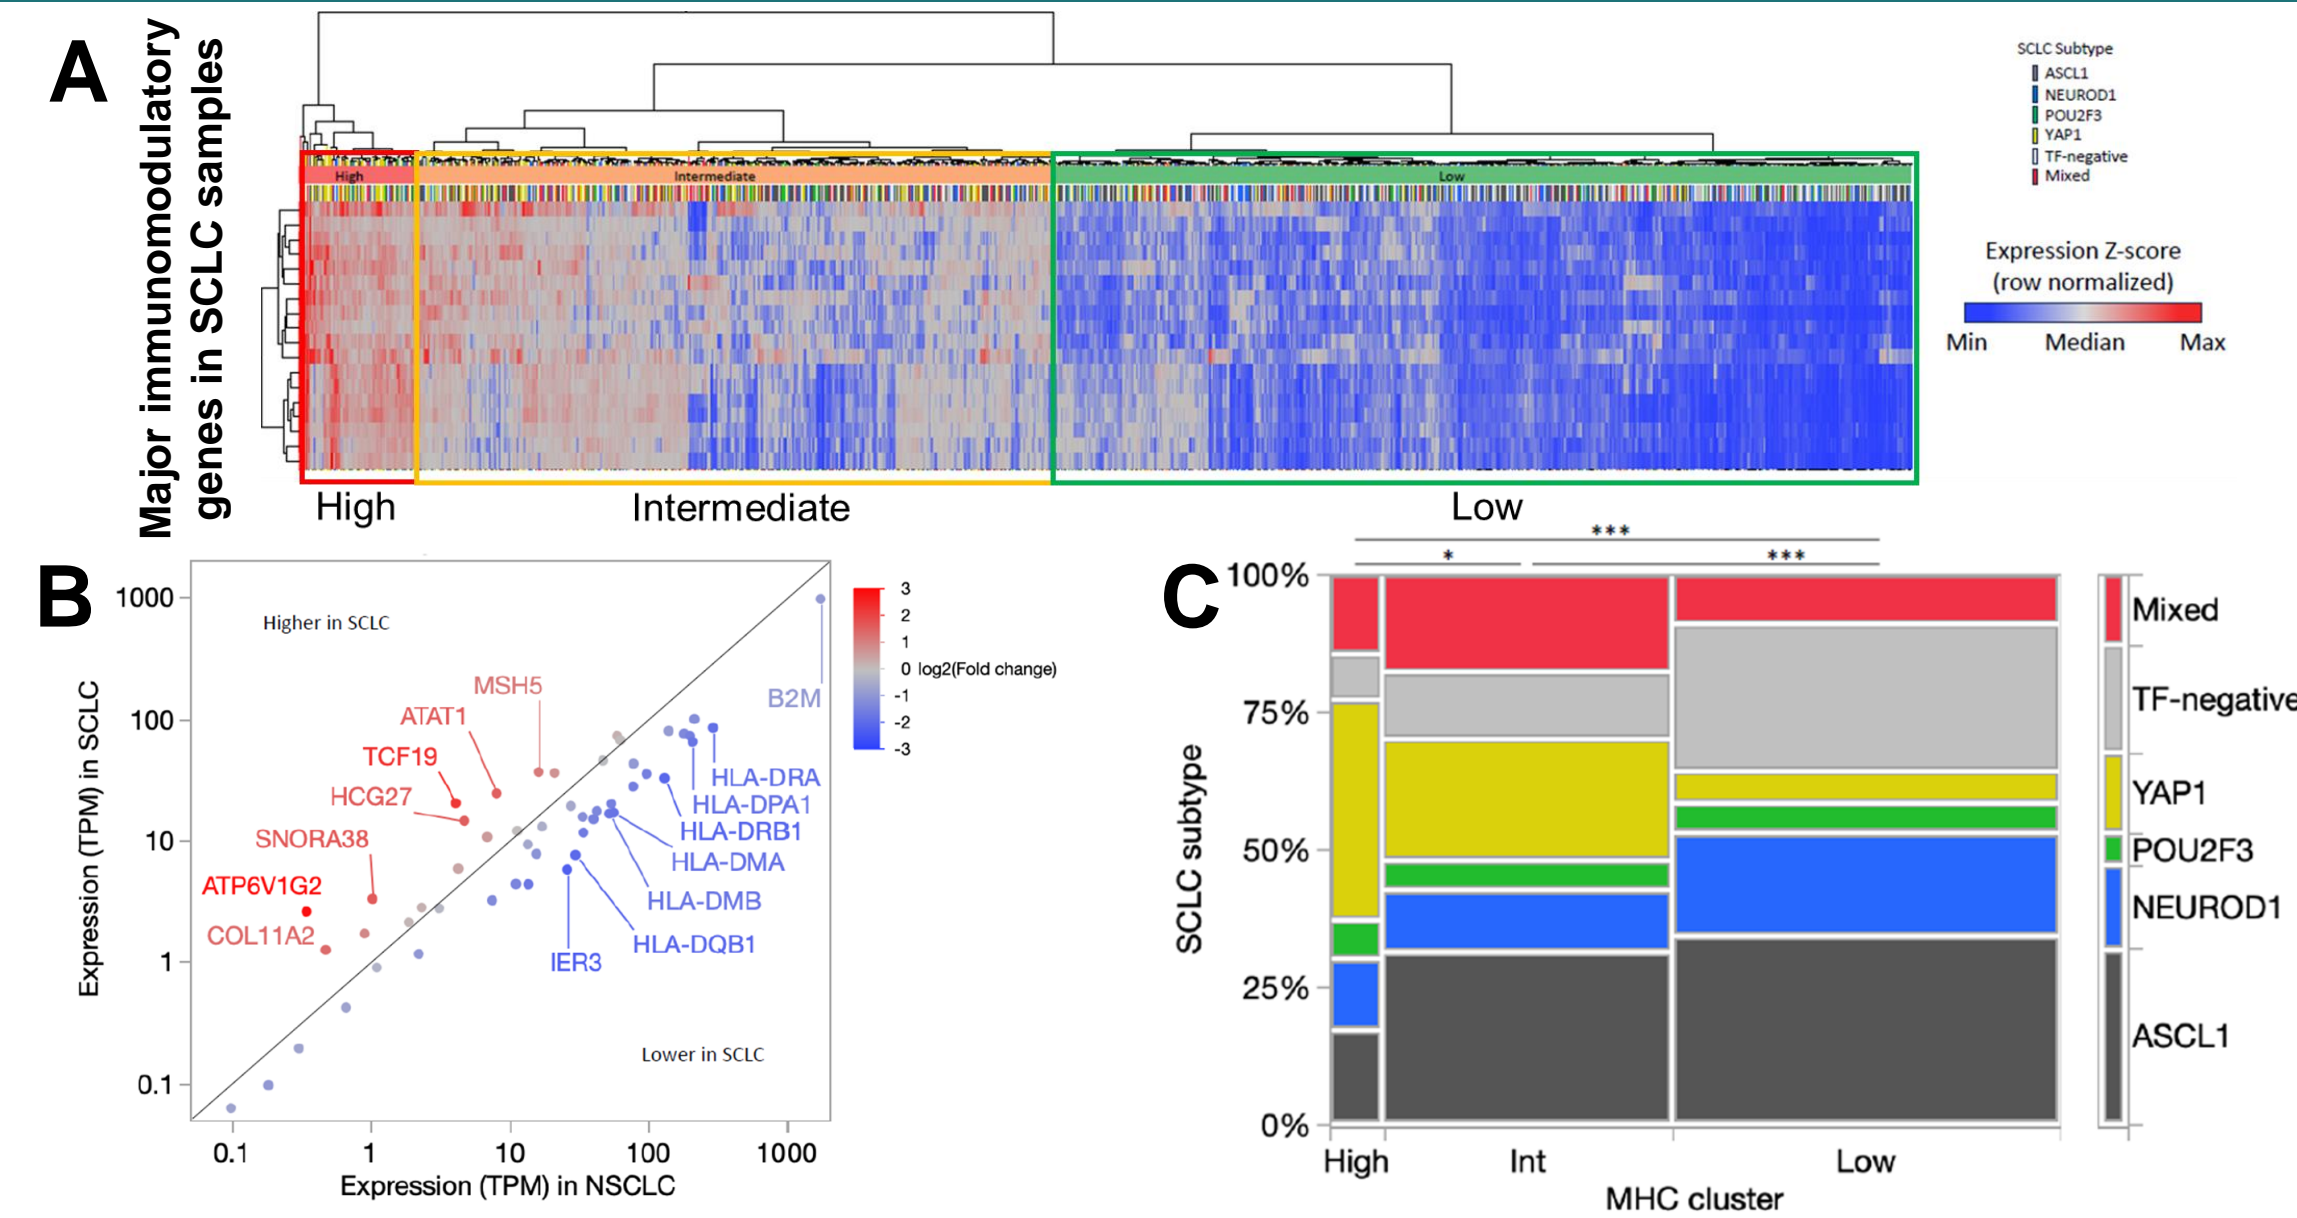 A
Major immunomodulatory
genes in SCLC samples
High
Intermediate
Low
SCLC Subtype
ASCL1
NEUROD1
POU2F3
YAP1
TF-negative
Mixed
Expression Z-score
(row normalized)
Min Median Max
High
Intermediate
Low
B
Expression (TPM) in SCLC
1000
100
10
1
0.1
Higher in SCLC
MSH5
ATAT1
TCF19
HCG27
SNORA38
ATP6V1G2
COL11A2
B2M
HLA-DRA
HLA-DPA1
HLA-DRB1
HLA-DMA
HLA-DMB
HLA-DQB1
IER3
Lower in SCLC
0.1 1 10 100 1000
Expression (TPM) in NSCLC
3
2
1
0
-1
-2
-3
log2(Fold change)
C
***
* ***
SCLC subtype
100%
75%
50%
25%
0%
High Int Low
MHC cluster
Mixed
TF-negative
YAP1
POU2F3
NEUROD1
ASCL1